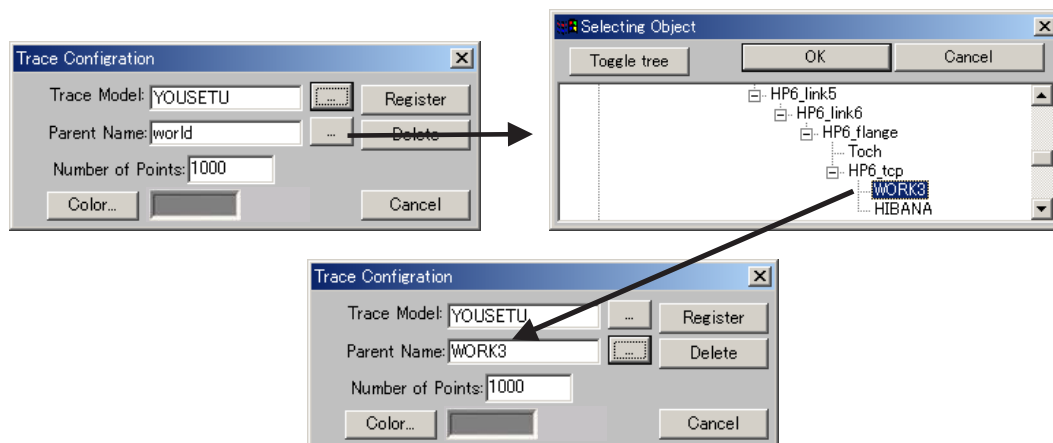 Trace Configration
Trace Model: YOUSETU ... Register
Parent Name: world ... Delete
Number of Points: 1000
Color... Cancel
Selecting Object
Toggle tree OK Cancel
HP6_link5
HP6_link6
HP6_flange
Toch
HP6_tcp
WORK3
HIBANA
Trace Configration
Trace Model: YOUSETU ... Register
Parent Name: WORK3 ... Delete
Number of Points: 1000
Color... Cancel